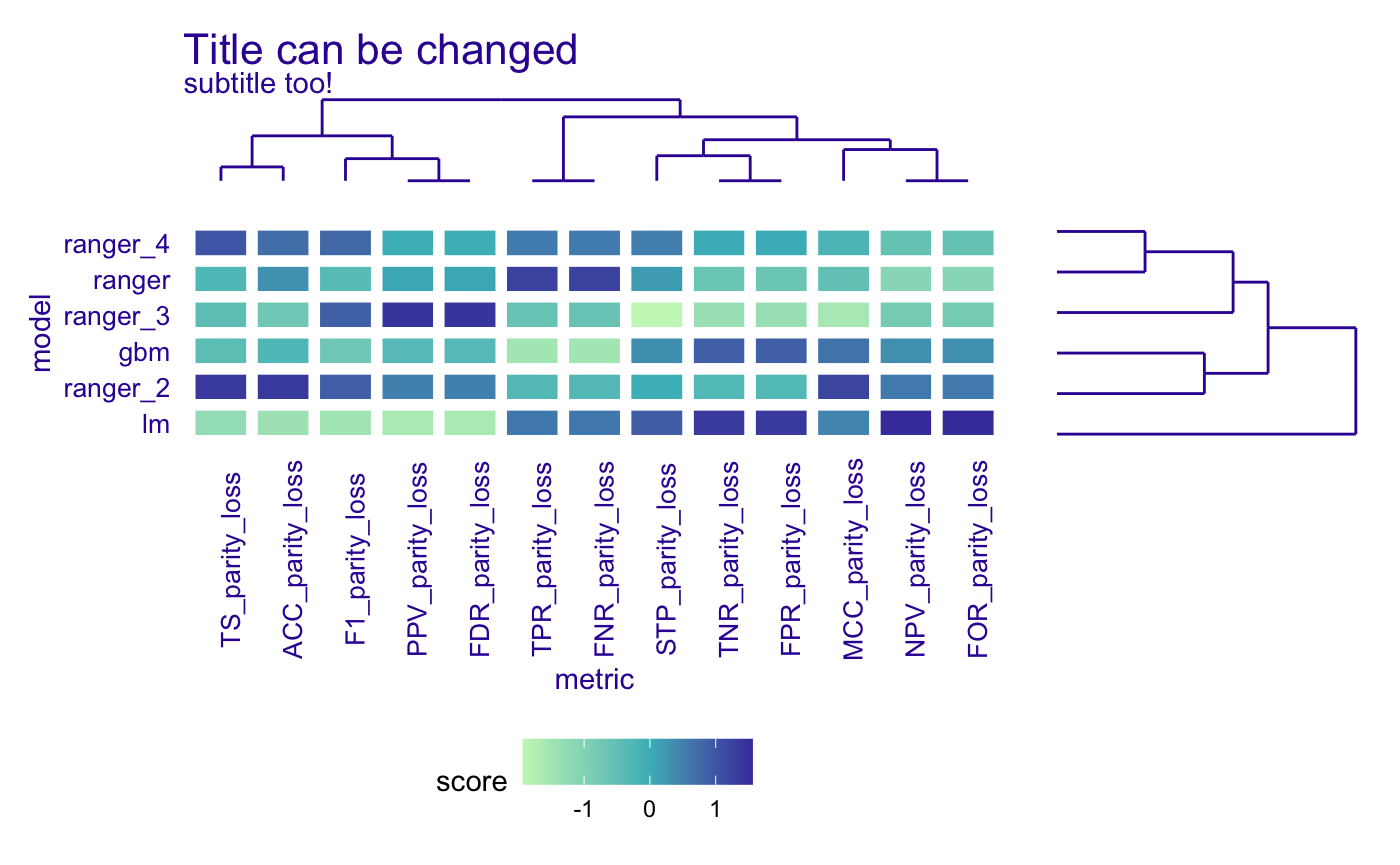 Title can be changed
subtitle too!
model
ranger_4
ranger
ranger_3
gbm
ranger_2
lm
TS_parity_loss
ACC_parity_loss
F1_parity_loss
PPV_parity_loss
FDR_parity_loss
TPR_parity_loss
FNR_parity_loss
STP_parity_loss
TNR_parity_loss
FPR_parity_loss
MCC_parity_loss
NPV_parity_loss
FOR_parity_loss
metric
score
-1 0 1